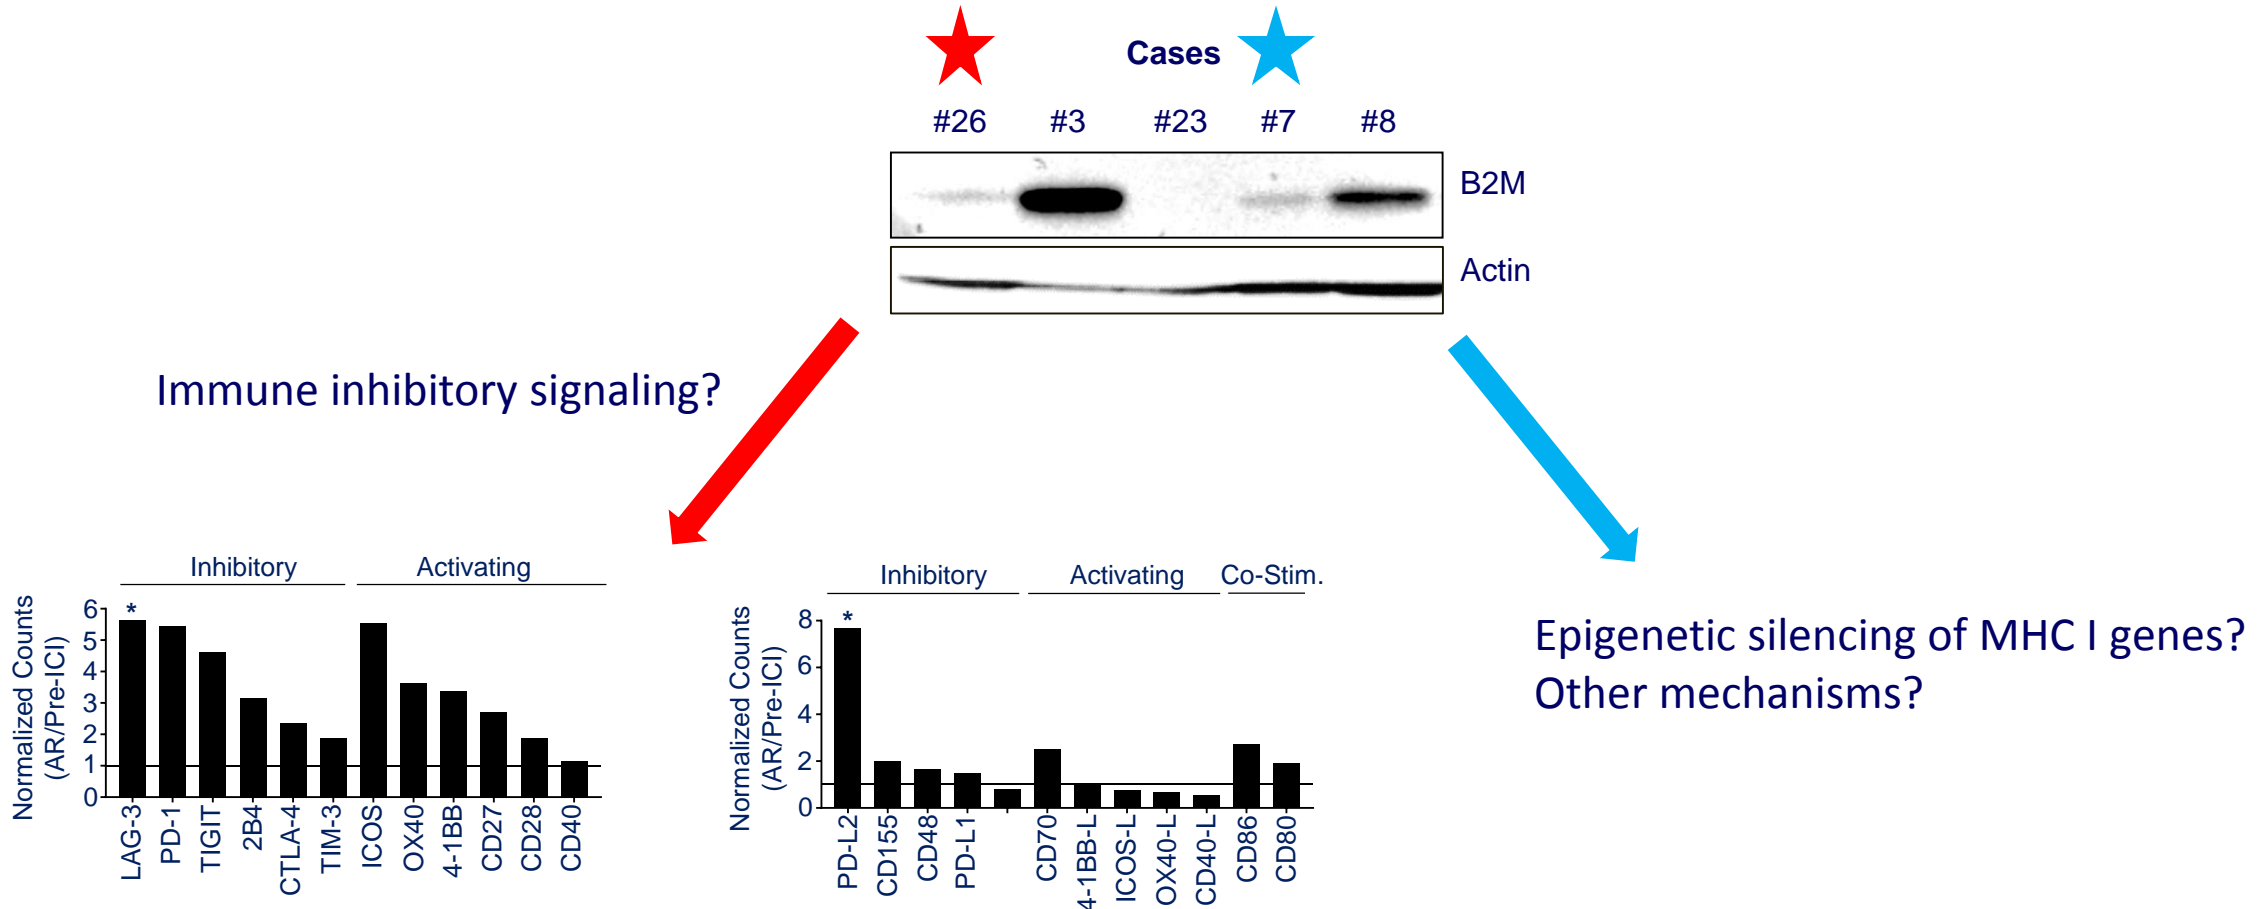 Cases
#26 #3 #23 #7 #8
B2M
Actin
Immune inhibitory signaling?
Inhibitory Activating
*
Normalized Counts
(AR/Pre-ICI)
6
5
4
3
2
1
0
LAG-3 PD-1 TIGIT 2B4 CTLA-4 TIM-3 ICOS OX40 4-1BB CD27 CD28 CD40
Inhibitory Activating Co-Stim.
*
Normalized Counts
(AR/Pre-ICI)
8
6
4
2
0
PD-L2 CD155 CD48 PD-L1 CD70 4-1BB-L ICOS-L OX40-L CD40-L CD86 CD80
Epigenetic silencing of MHC I genes?
Other mechanisms?